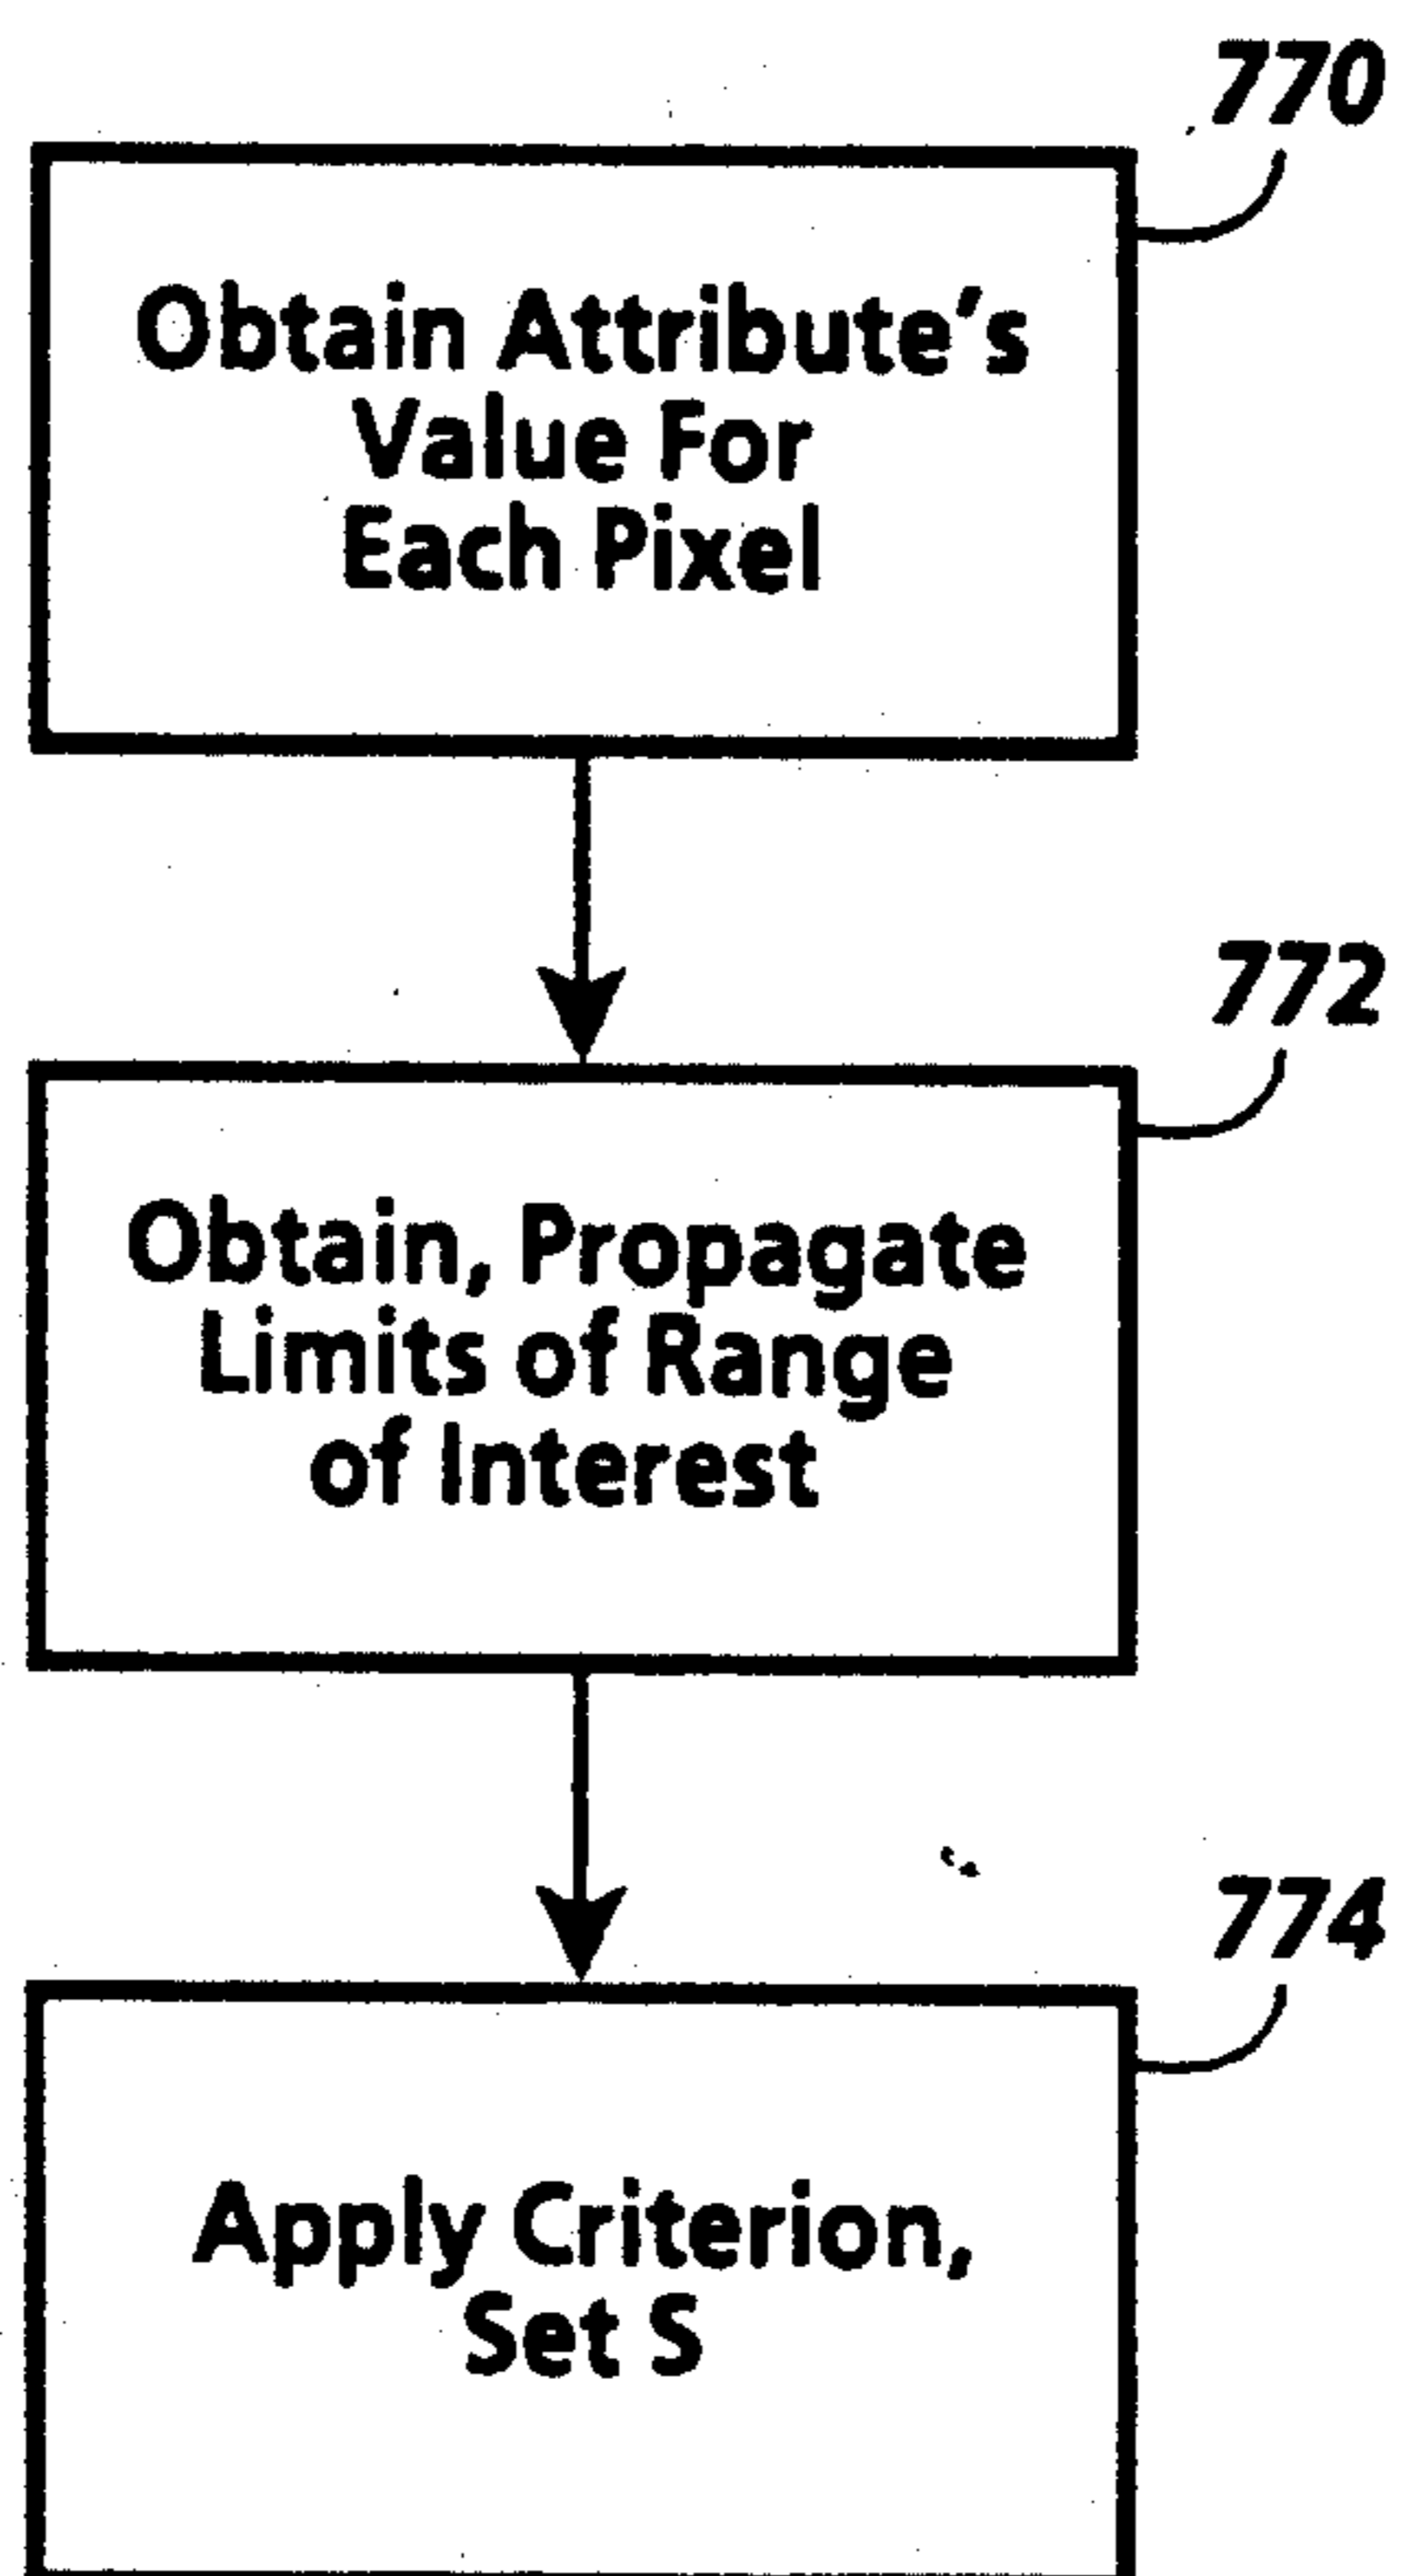 770
Obtain Attribute's
Value For
Each Pixel
772
Obtain, Propagate
Limits of Range
of Interest
774
Apply Criterion,
Set S